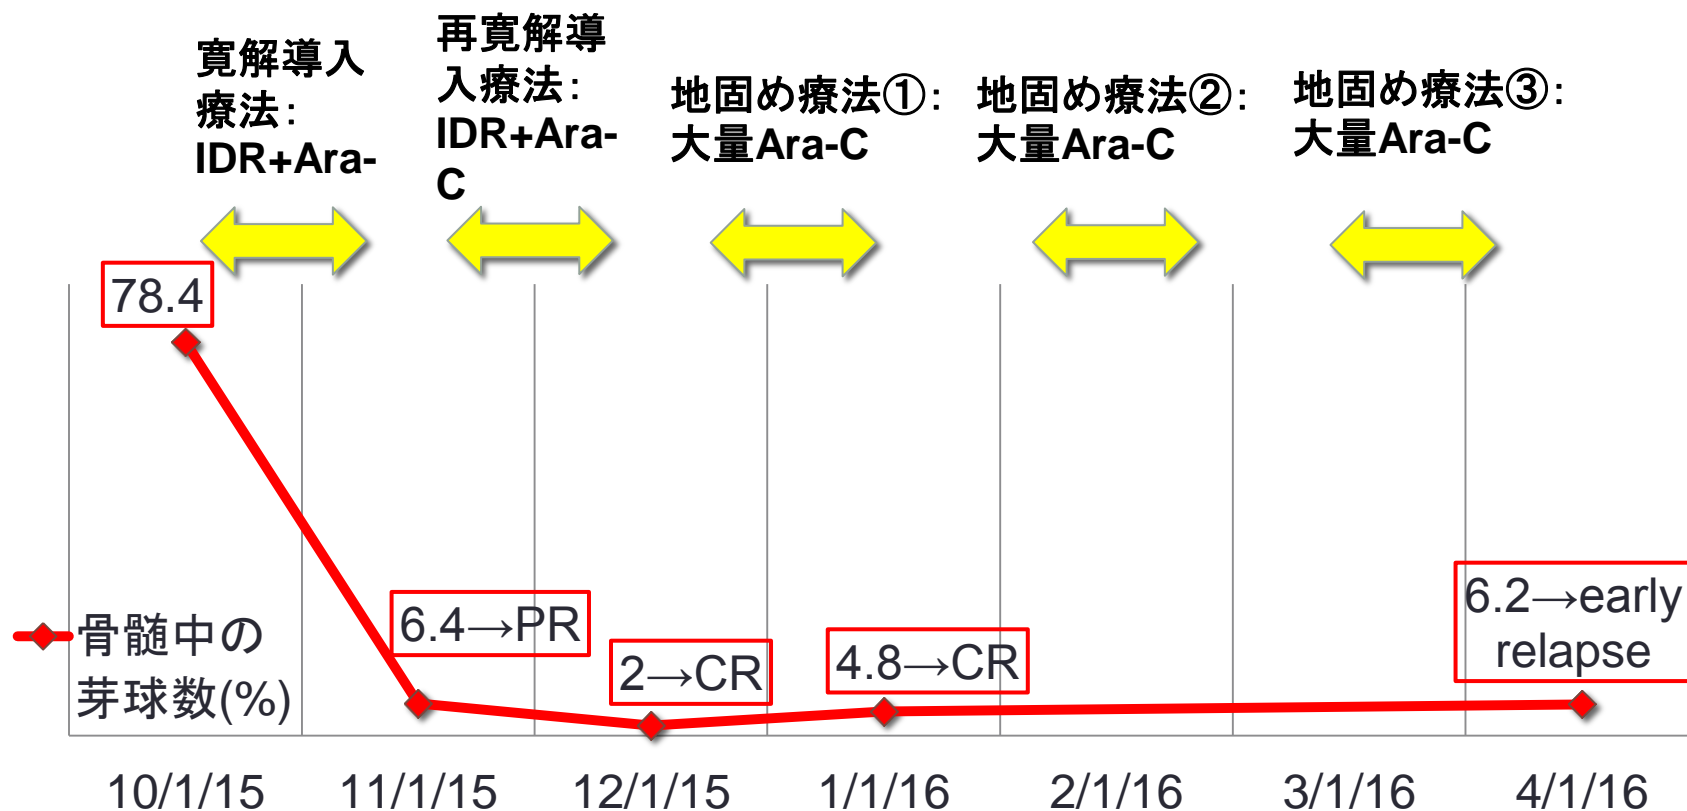 寛解導入
療法：
IDR+Ara-
再寛解導
入療法：
IDR+Ara-
C
地固め療法①：
大量Ara-C
地固め療法②：
大量Ara-C
地固め療法③：
大量Ara-C
78.4
6.4→PR
2→CR
4.8→CR
6.2→early
relapse
骨髄中の
芽球数(%)
10/1/15
11/1/15
12/1/15
1/1/16
2/1/16
3/1/16
4/1/16